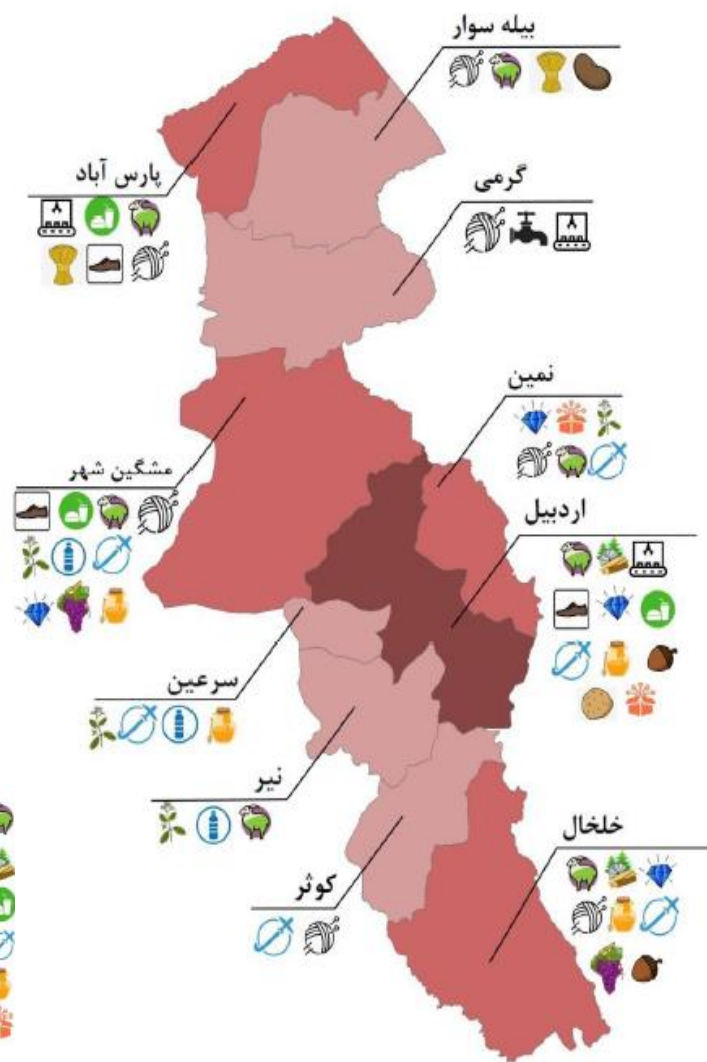 بیله سوار
پارس آباد
گرمی
نمین
مشگین شهر
اردبیل
سرعین
نیر
خلخال
کوثر